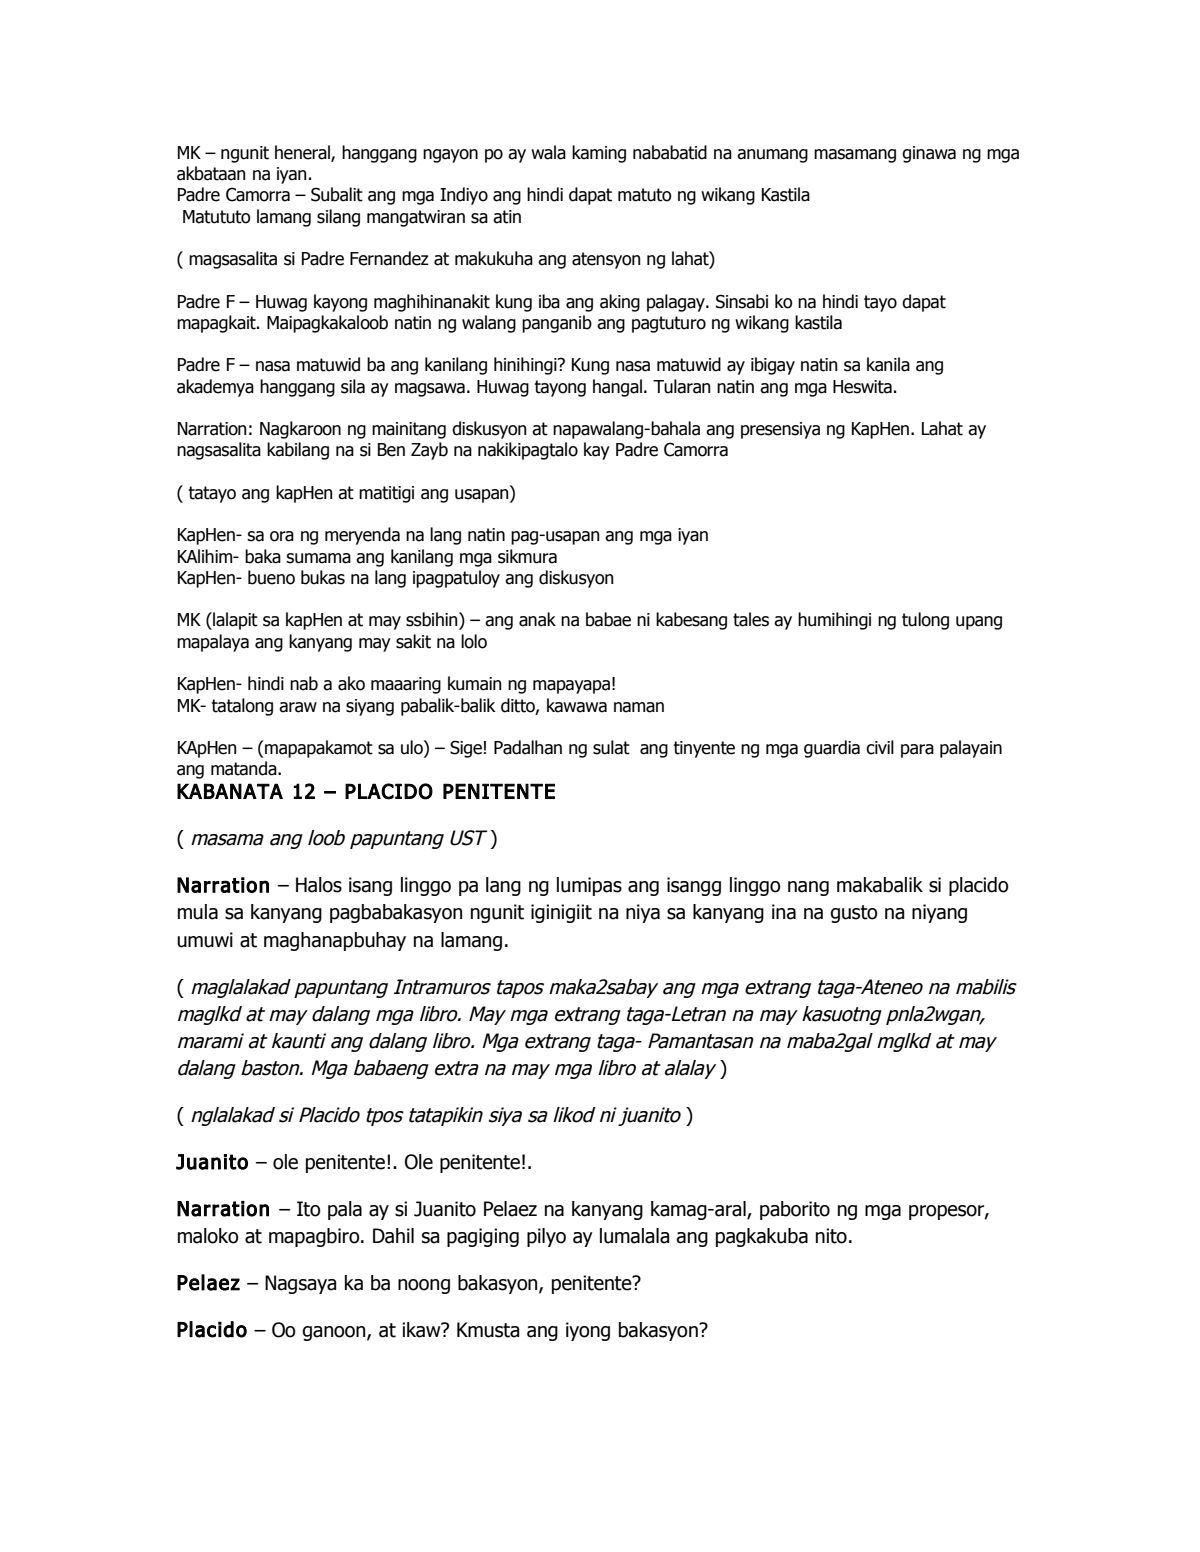 MK – ngunit heneral, hanggang ngayon po ay wala kaming nababatid na anumang masamang ginawa ng mga
akbataan na iyan.
Padre Camorra – Subalit ang mga Indiyo ang hindi dapat matuto ng wikang Kastila
Matututo lamang silang mangatwiran sa atin
( magsasalita si Padre Fernandez at makukuha ang atensyon ng lahat)
Padre F – Huwag kayong maghihinanakit kung iba ang aking palagay. Sinsabi ko na hindi tayo dapat
mapagkait. Maipagkakaloob natin ng walang panganib ang pagtuturo ng wikang kastila
Padre F – nasa matuwid ba ang kanilang hinihingi? Kung nasa matuwid ay ibigay natin sa kanila ang
akademya hanggang sila ay magsawa. Huwag tayong hangal. Tularan natin ang mga Heswita.
Narration: Nagkaroon ng mainitang diskusyon at napawalang-bahala ang presensiya ng KapHen. Lahat ay
nagsasalita kabilang na si Ben Zayb na nakikipagtalo kay Padre Camorra
( tatayo ang kapHen at matitigi ang usapan)
KapHen- sa ora ng meryenda na lang natin pag-usapan ang mga iyan
KAlihim- baka sumama ang kanilang mga sikmura
KapHen- bueno bukas na lang ipagpatuloy ang diskusyon
MK (lalapit sa kapHen at may ssbihin) – ang anak na babae ni kabesang tales ay humihingi ng tulong upang
mapalaya ang kanyang may sakit na lolo
KapHen- hindi nab a ako maaaring kumain ng mapayapa!
MK- tatalong araw na siyang pabalik-balik ditto, kawawa naman
KApHen – (mapapakamot sa ulo) – Sige! Padalhan ng sulat  ang tinyente ng mga guardia civil para palayain
ang matanda.
KABANATA 12 – PLACIDO PENITENTE
( masama ang loob papuntang UST )
Narration – Halos isang linggo pa lang ng lumipas ang isangg linggo nang makabalik si placido
mula sa kanyang pagbabakasyon ngunit iginigiit na niya sa kanyang ina na gusto na niyang
umuwi at maghanapbuhay na lamang.
( maglalakad papuntang Intramuros tapos maka2sabay ang mga extrang taga-Ateneo na mabilis
maglkd at may dalang mga libro. May mga extrang taga-Letran na may kasuotng pnla2wgan,
marami at kaunti ang dalang libro. Mga extrang taga- Pamantasan na maba2gal mglkd at may
dalang baston. Mga babaeng extra na may mga libro at alalay )
( nglalakad si Placido tpos tatapikin siya sa likod ni juanito )
Juanito – ole penitente!. Ole penitente!.
Narration – Ito pala ay si Juanito Pelaez na kanyang kamag-aral, paborito ng mga propesor,
maloko at mapagbiro. Dahil sa pagiging pilyo ay lumalala ang pagkakuba nito.
Pelaez – Nagsaya ka ba noong bakasyon, penitente?
Placido – Oo ganoon, at ikaw? Kmusta ang iyong bakasyon?